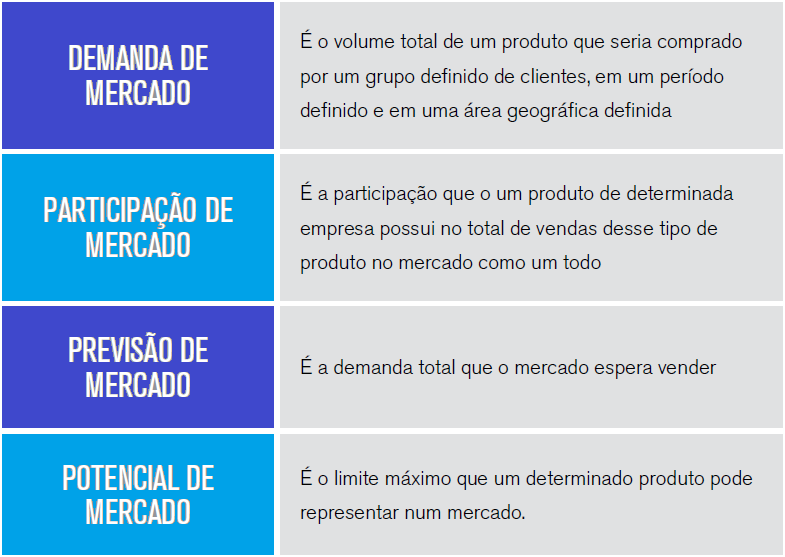 DEMANDA DE
MERCADO
É o volume total de um produto que seria comprado
por um grupo definido de clientes, em um período
definido e em uma área geográfica definida
PARTICIPAÇÃO DE
MERCADO
É a participação que o um produto de determinada
empresa possui no total de vendas desse tipo de
produto no mercado como um todo
PREVISÃO DE
MERCADO
É a demanda total que o mercado espera vender
POTENCIAL DE
MERCADO
É o limite máximo que um determinado produto pode
representar num mercado.